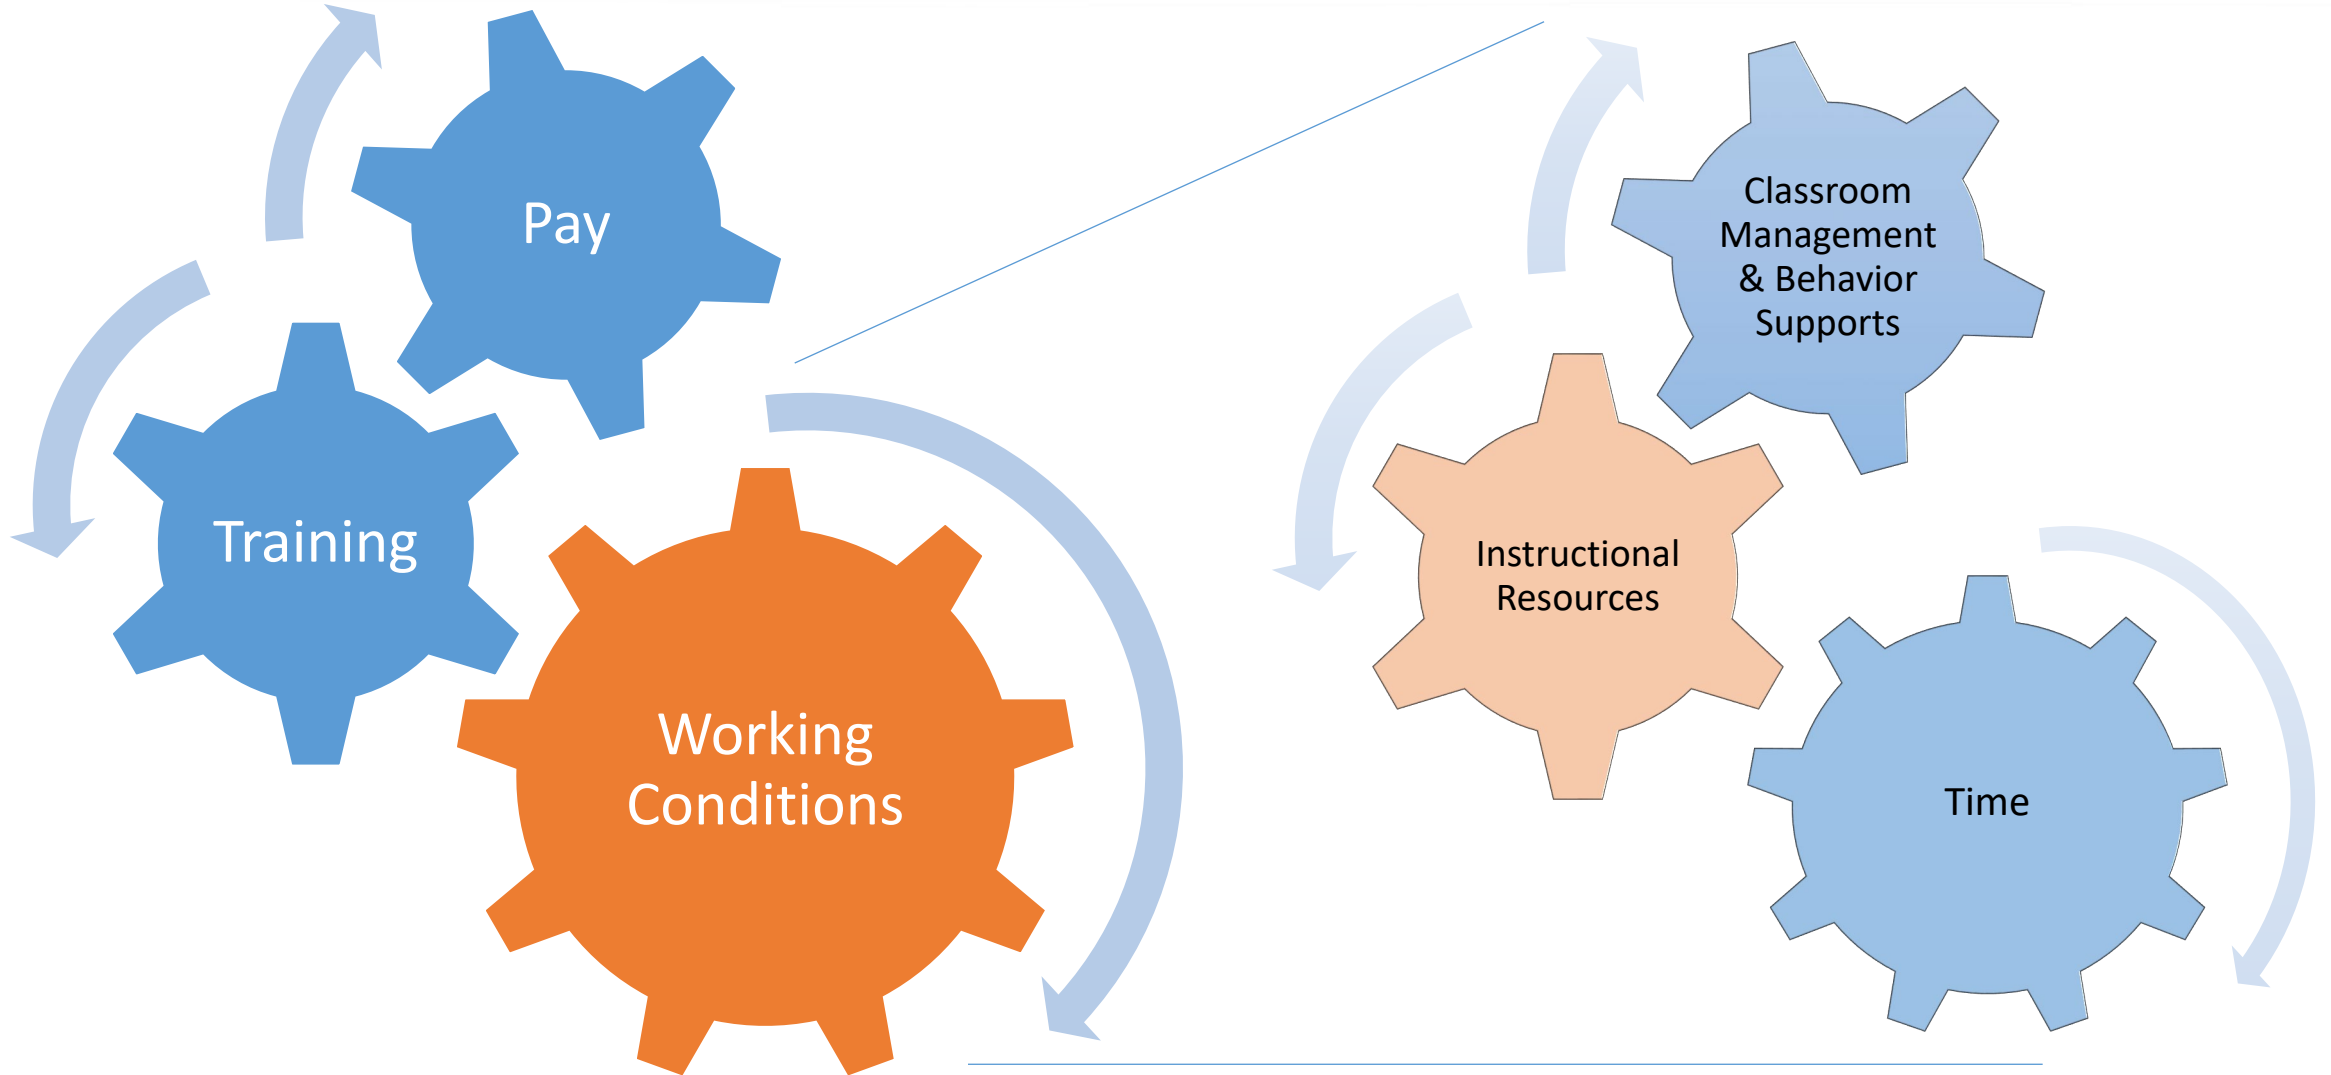 Pay
Training
Working
Conditions
Classroom
Management
& Behavior
Supports
Instructional
Resources
Time